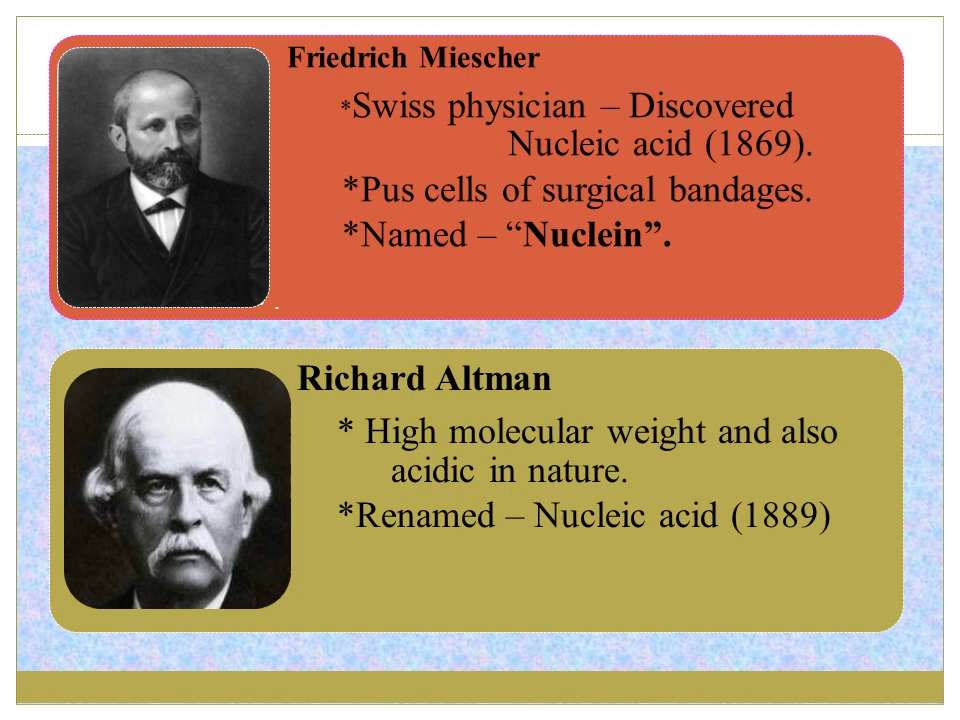 Friedrich Miescher
*Swiss physician – Discovered
Nucleic acid (1869).
*Pus cells of surgical bandages.
*Named – “Nuclein”.
Richard Altman
* High molecular weight and also
acidic in nature.
*Renamed – Nucleic acid (1889)